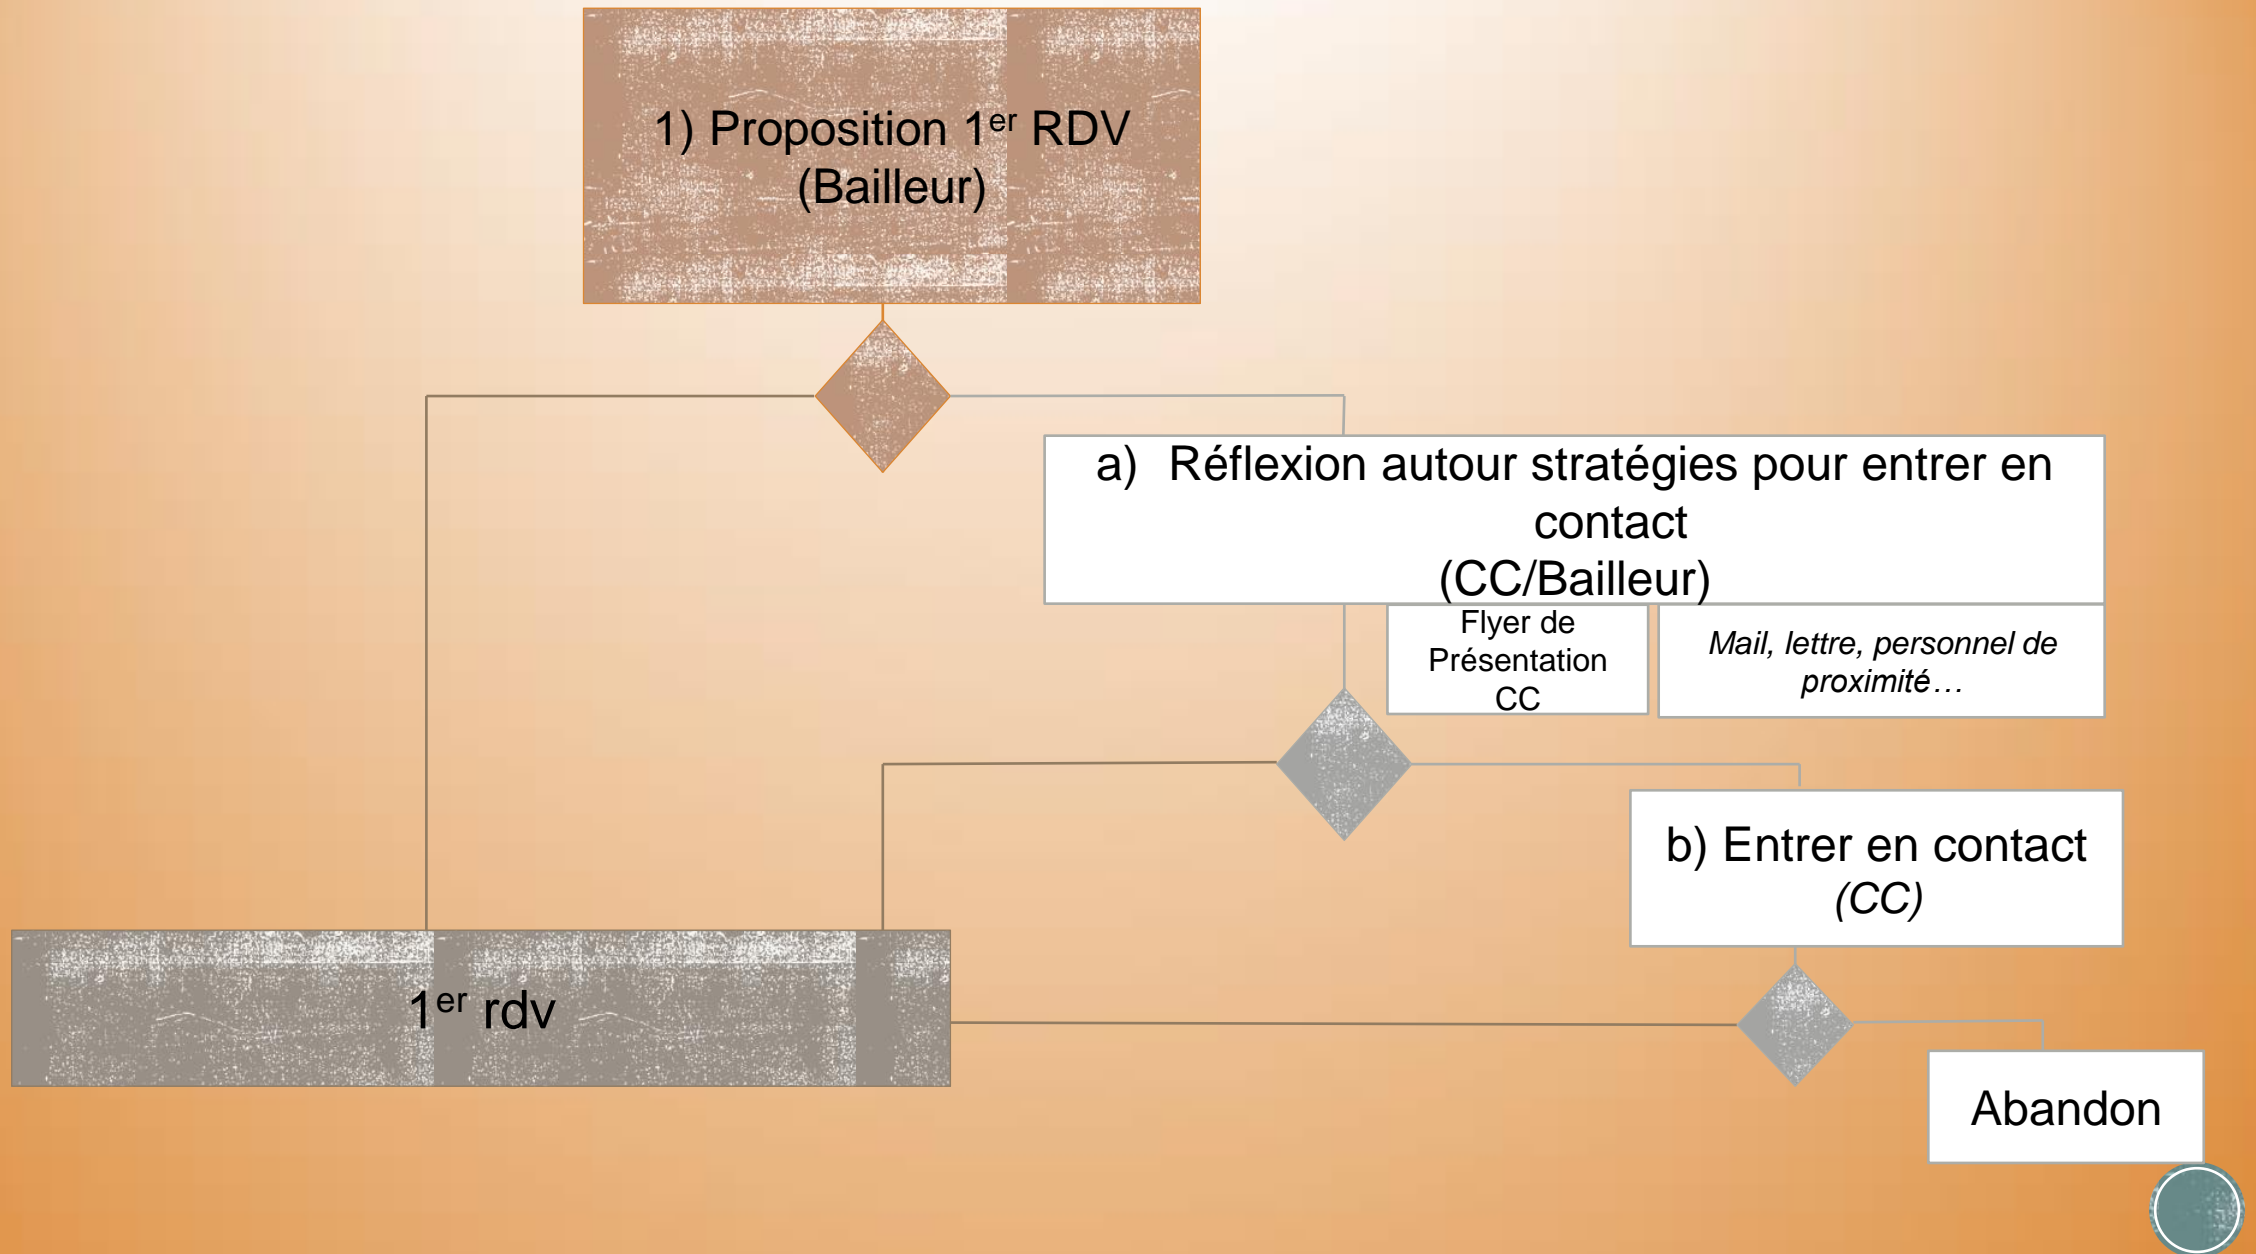 1) Proposition 1er RDV
(Bailleur)
a) Réflexion autour stratégies pour entrer en
contact
(CC/Bailleur)
Flyer de
Présentation
CC
Mail, lettre, personnel de
proximité…
b) Entrer en contact
(CC)
1er rdv
Abandon